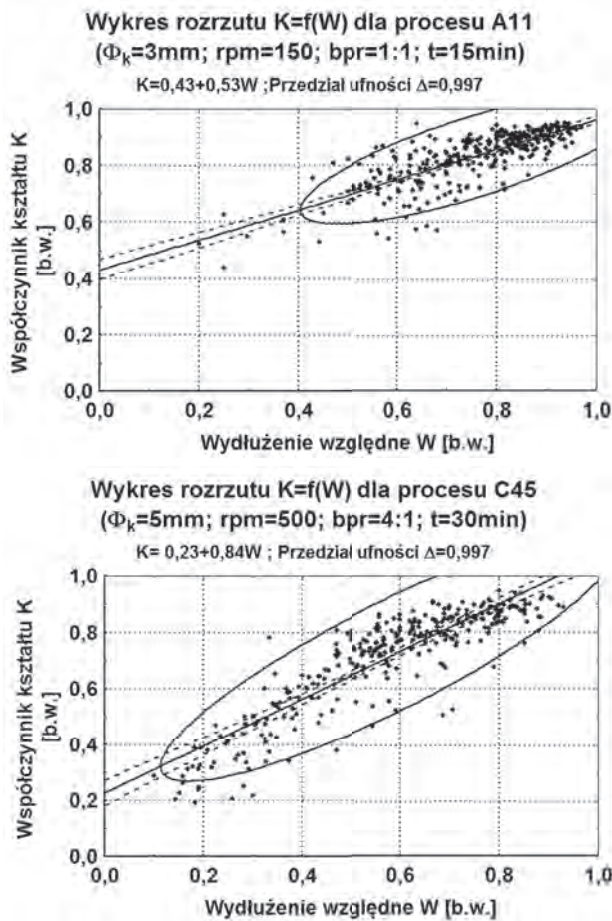 Wykres rozrzutu K=f(W) dla procesu A11
(Φk=3mm; rpm=150; bpr=1:1; t=15min)
K=0,43+0,53W ;Przedział ufności Δ=0,997
Współczynnik kształtu K
[b.w.]
1,0
0,8
0,6
0,4
0,2
0,0
0,0 0,2 0,4 0,6 0,8 1,0
Wydłużenie względne W [b.w.]
Wykres rozrzutu K=f(W) dla procesu C45
(Φk=5mm; rpm=500; bpr=4:1; t=30min)
K= 0,23+0,84W ; Przedział ufności Δ=0,997
Współczynnik kształtu K
[b.w.]
1,0
0,8
0,6
0,4
0,2
0,0
0,0 0,2 0,4 0,6 0,8 1,0
Wydłużenie względne W [b.w.]